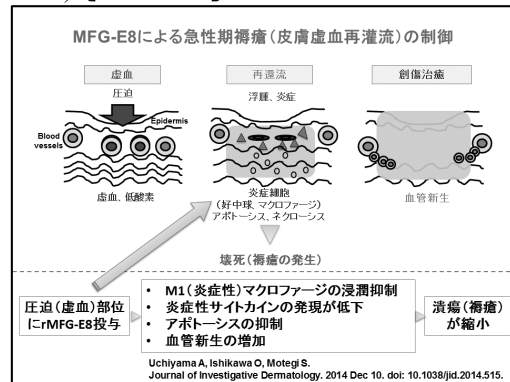 MFG-E8による急性期褥瘡(皮膚虚血再灌流)の制御
虚血
圧迫
Epidermis
Blood
vessels
虚血、低酸素
再還流
浮腫、炎症
炎症細胞
(好中球、マクロファージ)
アポトーシス、ネクローシス
創傷治癒
血管新生
壊死(褥瘡の発生)
圧迫(虚血)部位
にrMFG-E8投与
• M1(炎症性)マクロファージの浸潤抑制
• 炎症性サイトカインの発現が低下
• アポトーシスの抑制
• 血管新生の増加
潰瘍(褥瘡)
が縮小
Uchiyama A, Ishikawa O, Motegi S.
Journal of Investigative Dermatology. 2014 Dec 10. doi: 10.1038/jid.2014.515.